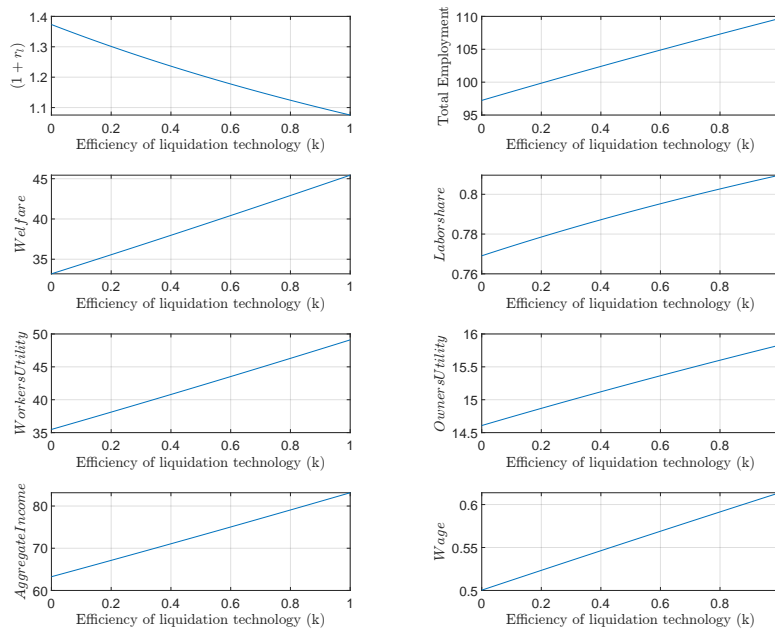 (1 + r_l)
1.4
1.3
1.2
1.1
0 0.2 0.4 0.6 0.8 1
Efficiency of liquidation technology (k)
Total Employment
110
105
100
95
0 0.2 0.4 0.6 0.8
Efficiency of liquidation technology (k)
Welfare
45
40
35
0 0.2 0.4 0.6 0.8 1
Efficiency of liquidation technology (k)
Laborshare
0.8
0.78
0.76
0 0.2 0.4 0.6 0.8
Efficiency of liquidation technology (k)
WorkersUtility
50
45
40
35
0 0.2 0.4 0.6 0.8 1
Efficiency of liquidation technology (k)
OwnersUtility
16
15.5
15
14.5
0 0.2 0.4 0.6 0.8
Efficiency of liquidation technology (k)
AggregateIncome
80
70
60
0 0.2 0.4 0.6 0.8 1
Efficiency of liquidation technology (k)
Wage
0.6
0.55
0.5
0 0.2 0.4 0.6 0.8
Efficiency of liquidation technology (k)